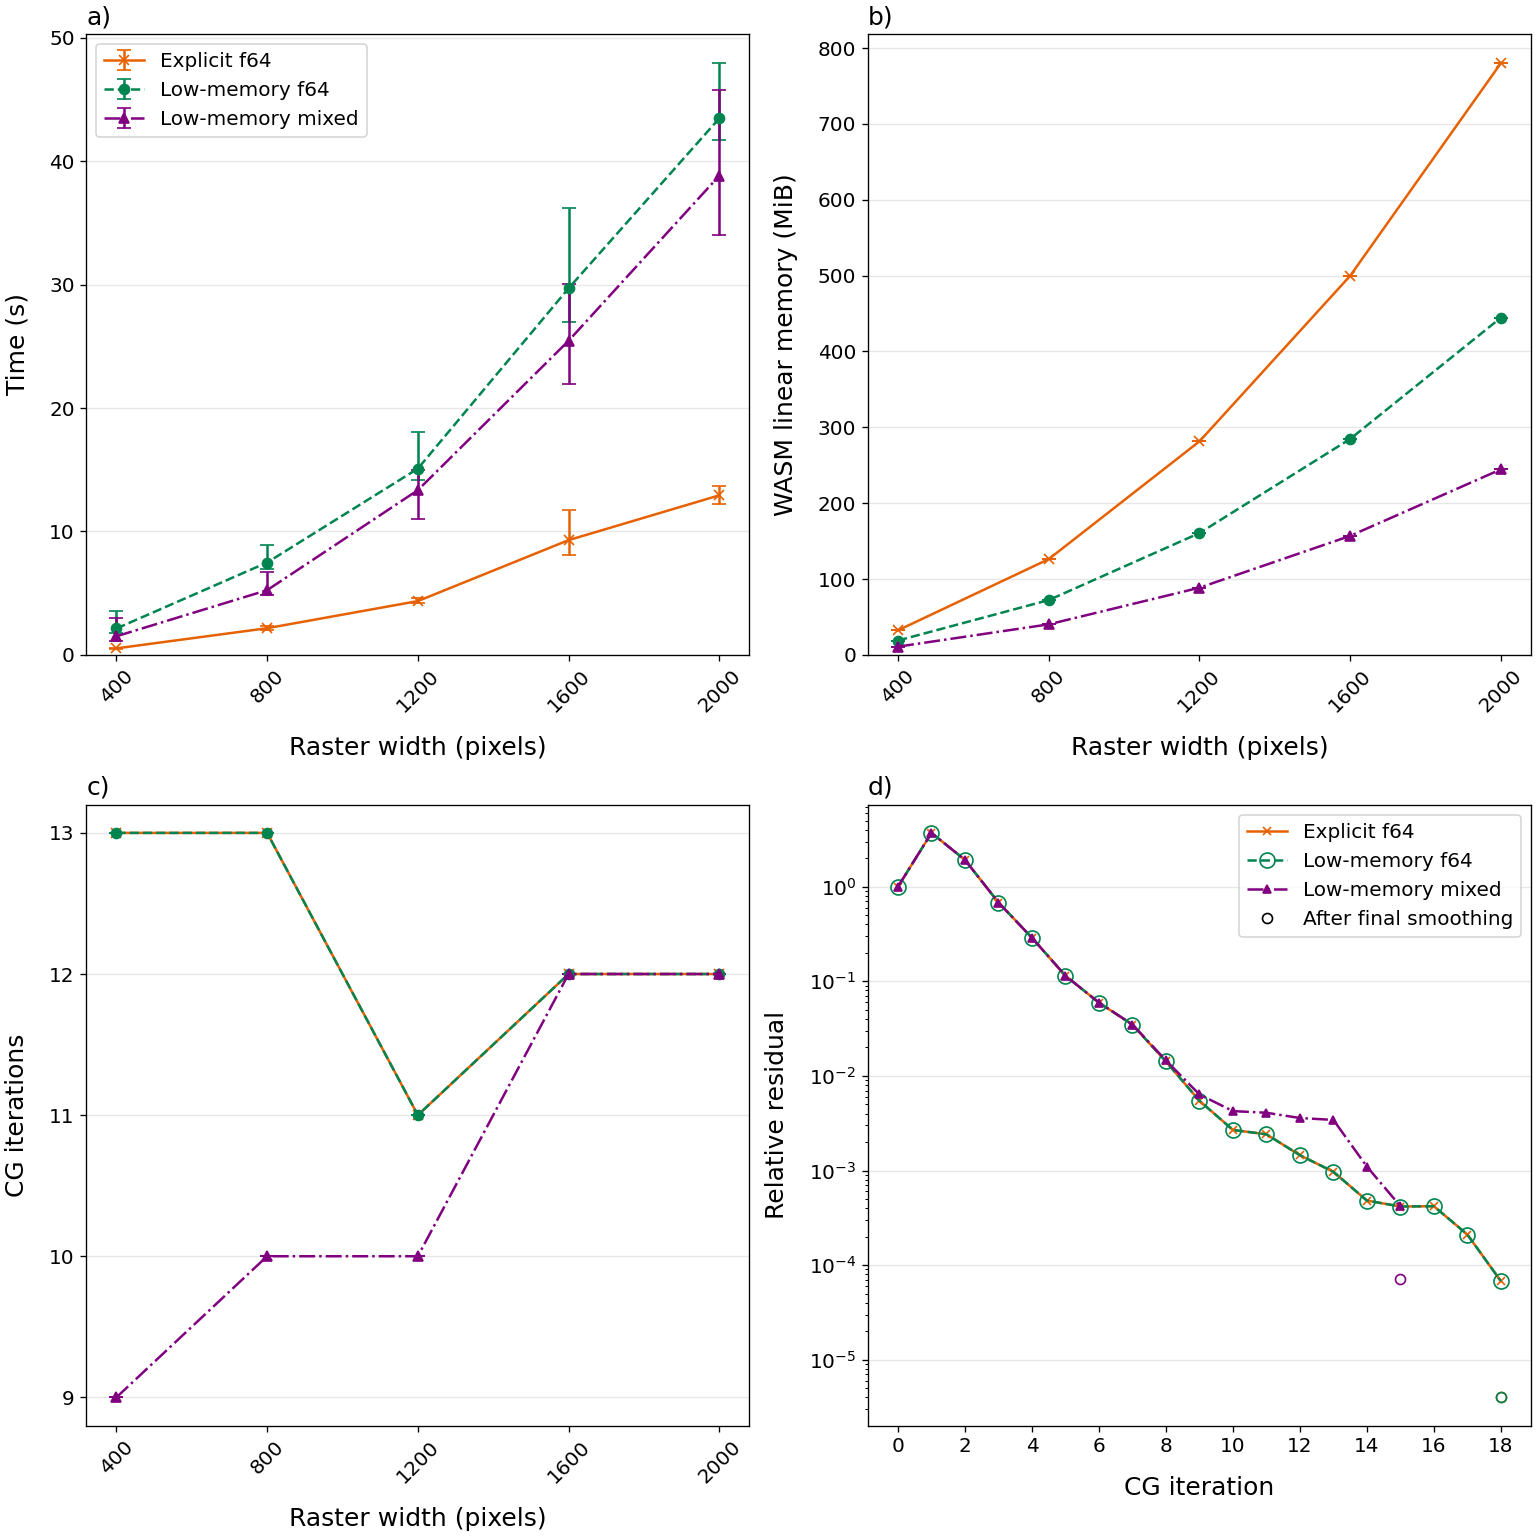 a)
50
40
30
20
10
0
Time (s)
Explicit f64
Low-memory f64
Low-memory mixed
400
800
1200
1600
2000
Raster width (pixels)
b)
800
700
600
500
400
300
200
100
0
WASM linear memory (MiB)
400
800
1200
1600
2000
Raster width (pixels)
c)
13
12
11
10
9
CG iterations
400
800
1200
1600
2000
Raster width (pixels)
d)
10⁰
10⁻¹
10⁻²
10⁻³
10⁻⁴
10⁻⁵
Relative residual
Explicit f64
Low-memory f64
Low-memory mixed
After final smoothing
0
2
4
6
8
10
12
14
16
18
CG iteration